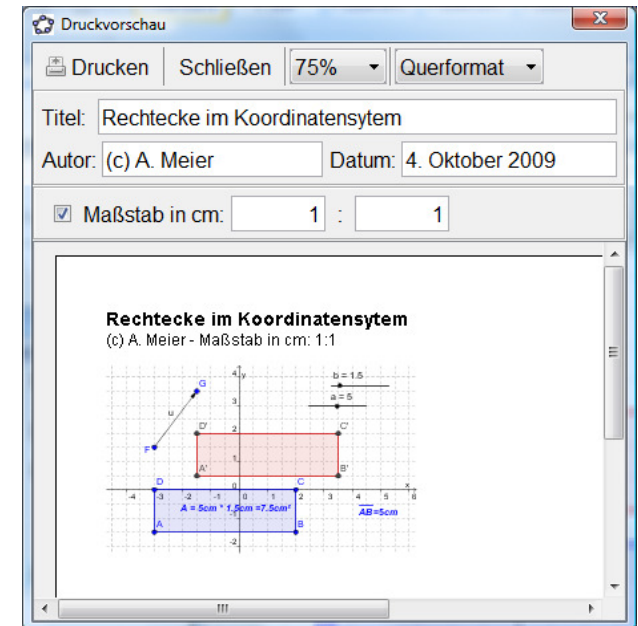 Druckvorschau
Drucken Schließen 75% Querformat
Titel: Rechtecke im Koordinatensytem
Autor: (c) A. Meier Datum: 4. Oktober 2009
Maßstab in cm: 1 : 1
Rechtecke im Koordinatensytem
(c) A. Meier - Maßstab in cm: 1:1
4 y b = 1.5
G
3 a = 5
u
D' 2 C'
F
1
A' B'
D 0 C x
-4 -3 -2 -1 0 1 2 3 4 5 6
A = 5cm * 1.5cm =7.5cm² AB=5cm
-1
A B
-2